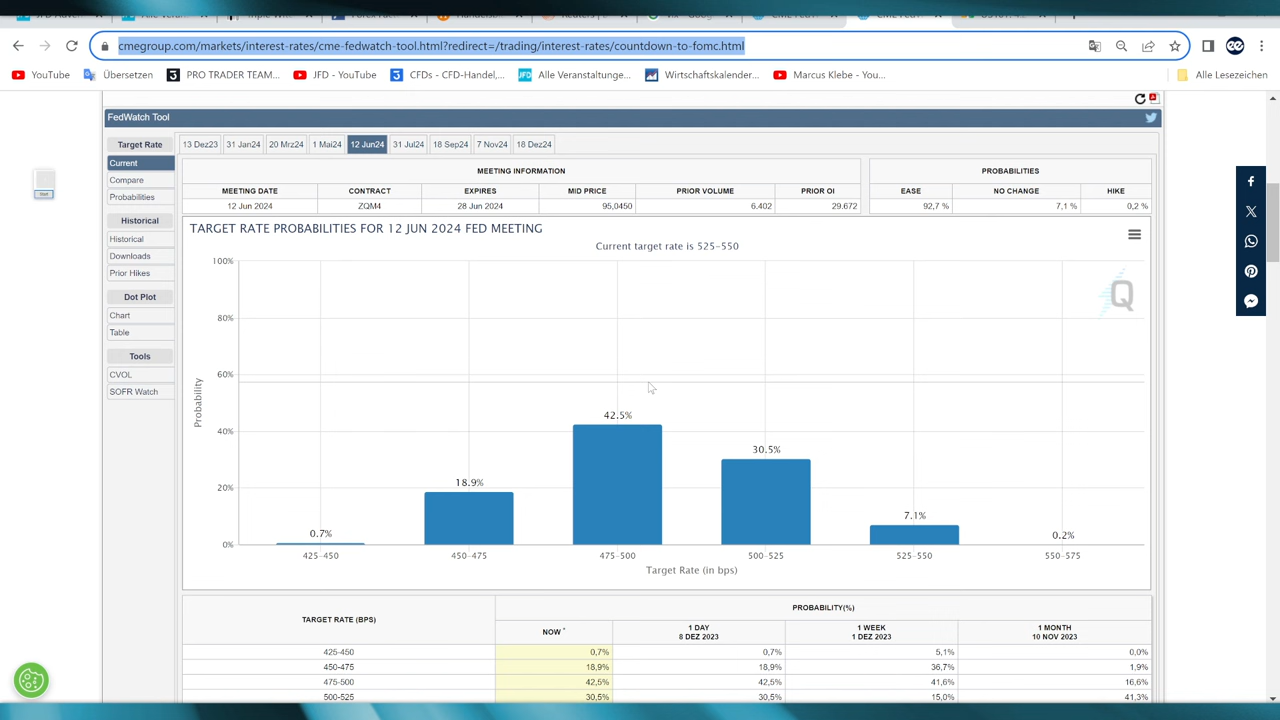 cmegroup.com/markets/interest-rates/cme-fedwatch-tool.html?redirect=/trading/interest-rates/countdown-to-fomc.html
YouTube Übersetzen PRO TRADER TEAM... JFD - YouTube CFDs - CFD-Handel,... Alle Veranstaltunge... Wirtschaftskalender... Marcus Klebe - You... Alle Lesezeichen
FedWatch Tool
Target Rate
Current
Compare
Probabilities
Historical
Historical
Downloads
Prior Hikes
Dot Plot
Chart
Table
Tools
CVOL
SOFR Watch
13 Dez23 31 Jan24 20 Mrz24 1 Mai24 12 Jun24 31 Jul24 18 Sep24 7 Nov24 18 Dez24
MEETING INFORMATION PROBABILITIES
MEETING DATE CONTRACT EXPIRES MID PRICE PRIOR VOLUME PRIOR OI EASE NO CHANGE HIKE
12 Jun 2024 ZQM4 28 Jun 2024 95,0450 6.402 29.672 92,7 % 7,1 % 0,2 %
TARGET RATE PROBABILITIES FOR 12 JUN 2024 FED MEETING
Current target rate is 525–550
Q
Probability
100%
80%
60%
40%
20%
0%
0.7% 18.9% 42.5% 30.5% 7.1% 0.2%
425–450 450–475 475–500 500–525 525–550 550–575
Target Rate (in bps)
TARGET RATE (BPS) PROBABILITY(%)
NOW * 1 DAY 8 DEZ 2023 1 WEEK 1 DEZ 2023 1 MONTH 10 NOV 2023
425-450 0,7% 0,7% 5,1% 0,0%
450-475 18,9% 18,9% 36,7% 1,9%
475-500 42,5% 42,5% 41,6% 16,6%
500-525 30,5% 30,5% 15,0% 41,3%